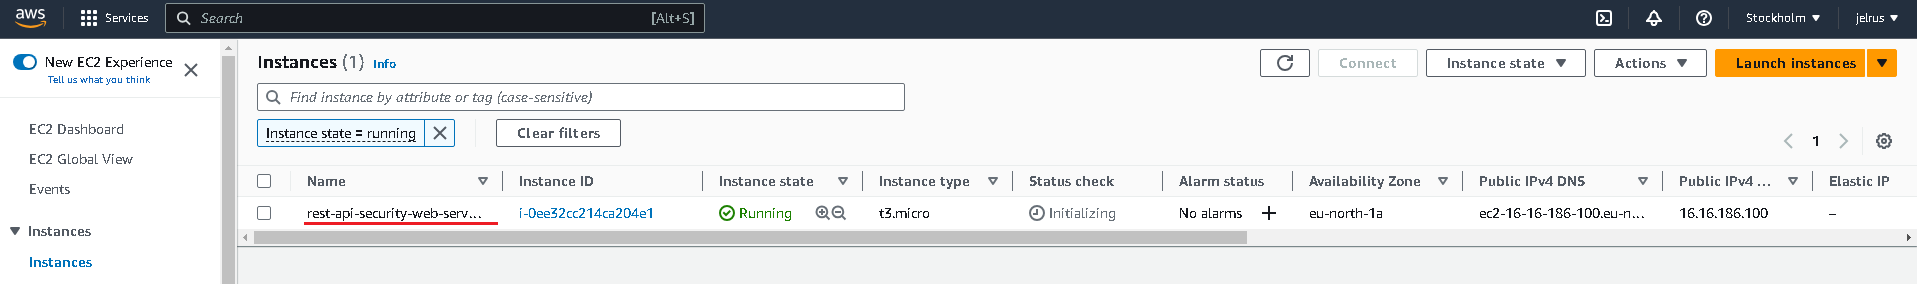 aws Services Search [Alt+S] Stockholm jelrus
New EC2 Experience
Tell us what you think
EC2 Dashboard
EC2 Global View
Events
Instances
Instances
Instances (1) Info
Connect Instance state Actions Launch instances
Find instance by attribute or tag (case-sensitive)
Instance state = running Clear filters
1
Name Instance ID Instance state Instance type Status check Alarm status Availability Zone Public IPv4 DNS Public IPv4 ... Elastic IP
rest-api-security-web-serv... i-0ee32cc214ca204e1 Running t3.micro Initializing No alarms + eu-north-1a ec2-16-16-186-100.eu-n... 16.16.186.100 –